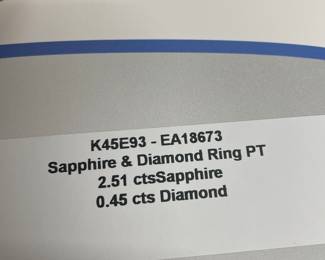 K45E93 - EA18673
Sapphire & Diamond Ring PT
2.51 ctsSapphire
0.45 cts Diamond